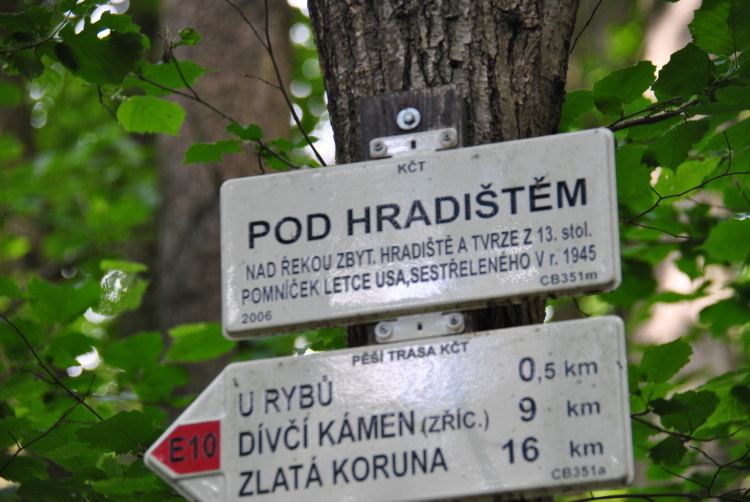 KČT
POD HRADIŠTĚM
NAD ŘEKOU ZBYT. HRADIŠTĚ A TVRZE Z 13. stol.
POMNÍČEK LETCE USA,SESTŘELENÉHO V r. 1945
2006 CB351m
PĚŠÍ TRASA KČT
U RYBŮ 0,5 km
DÍVČÍ KÁMEN (ZŘÍC.) 9 km
E10
ZLATÁ KORUNA 16 km
CB351a